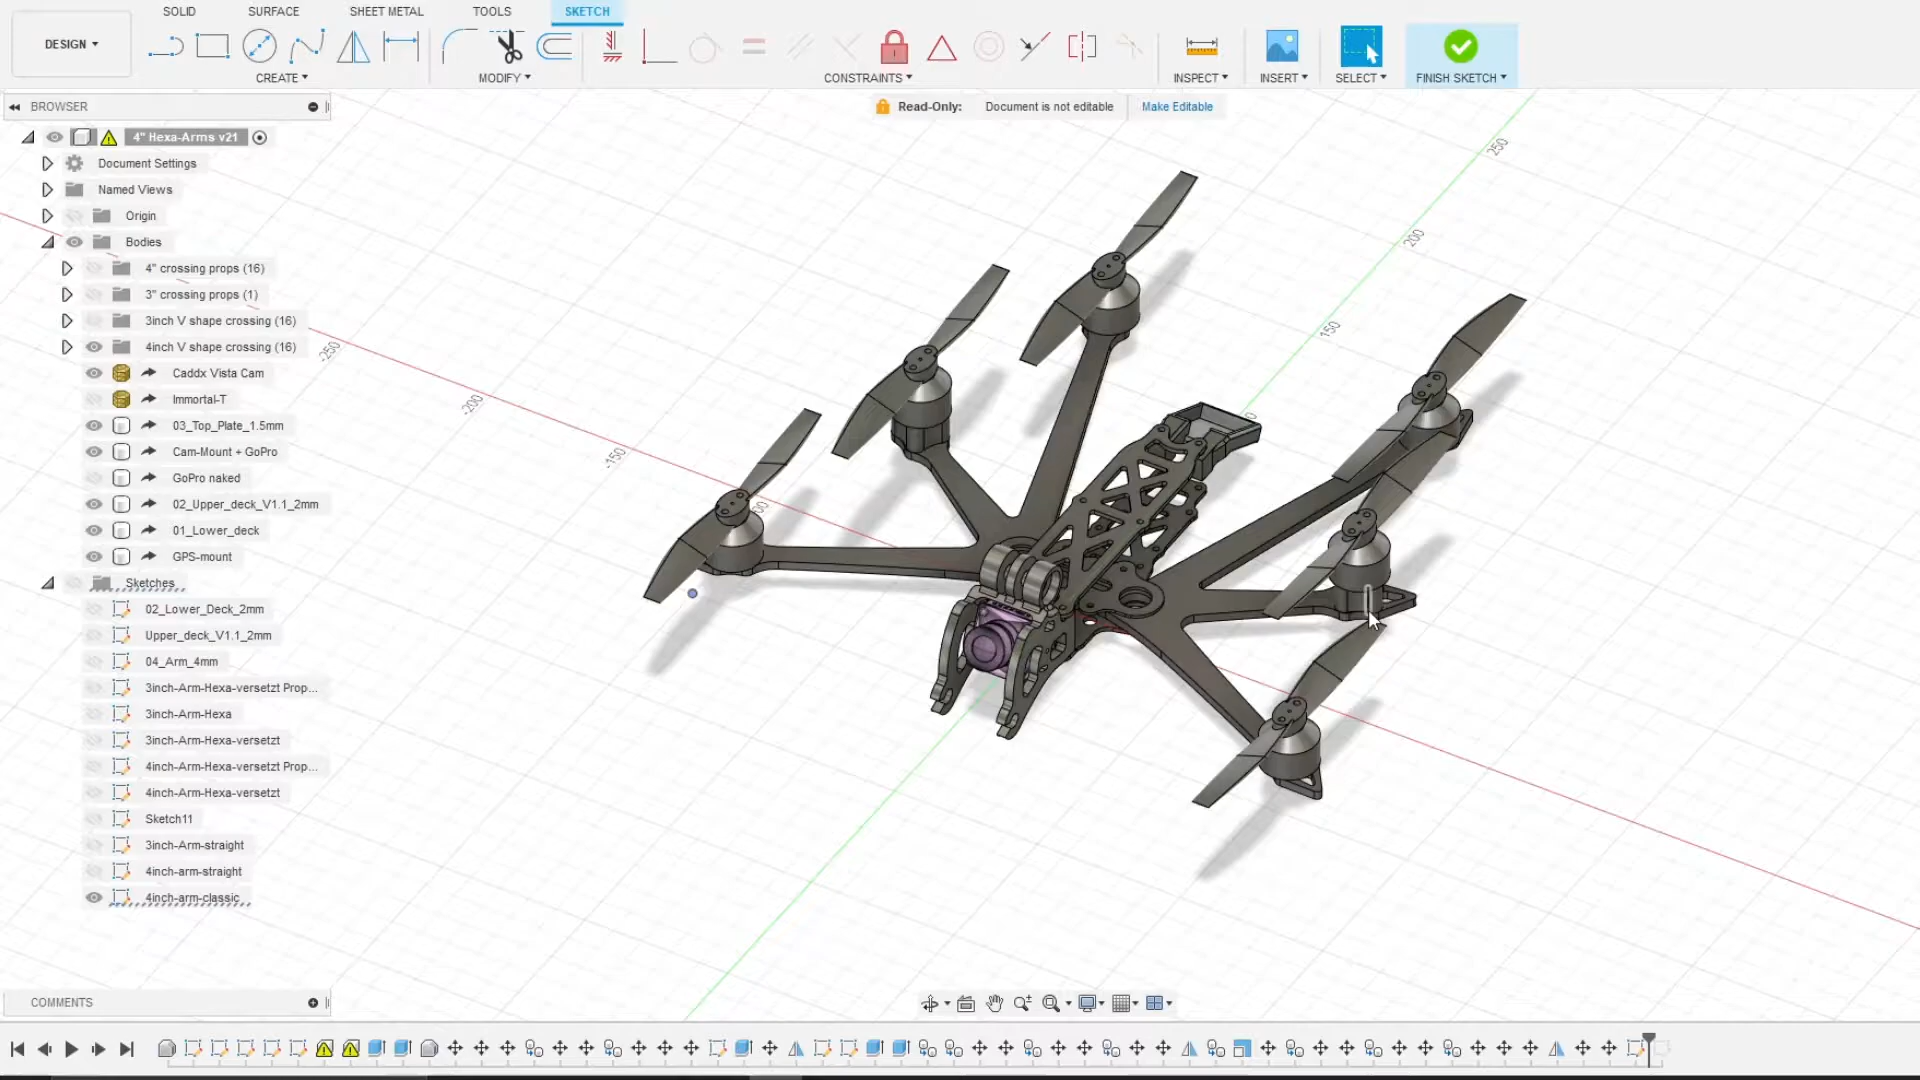 SOLID SURFACE SHEET METAL TOOLS SKETCH
DESIGN
CREATE MODIFY CONSTRAINTS INSPECT INSERT SELECT FINISH SKETCH
BROWSER
Read-Only: Document is not editable Make Editable
4" Hexa-Arms v21
Document Settings
Named Views
Origin
Bodies
4" crossing props (16)
3" crossing props (1)
3inch V shape crossing (16)
4inch V shape crossing (16)
Caddx Vista Cam
Immortal-T
03_Top_Plate_1.5mm
Cam-Mount + GoPro
GoPro naked
02_Upper_deck_V1.1_2mm
01_Lower_deck
GPS-mount
Sketches
02_Lower_Deck_2mm
Upper_deck_V1.1_2mm
04_Arm_4mm
3inch-Arm-Hexa-versetzt Prop...
3inch-Arm-Hexa
3inch-Arm-Hexa-versetzt
4inch-Arm-Hexa-versetzt Prop...
4inch-Arm-Hexa-versetzt
Sketch11
3inch-Arm-straight
4inch-arm-straight
4inch-arm-classic
250
200
150
-250
-200
-150
COMMENTS